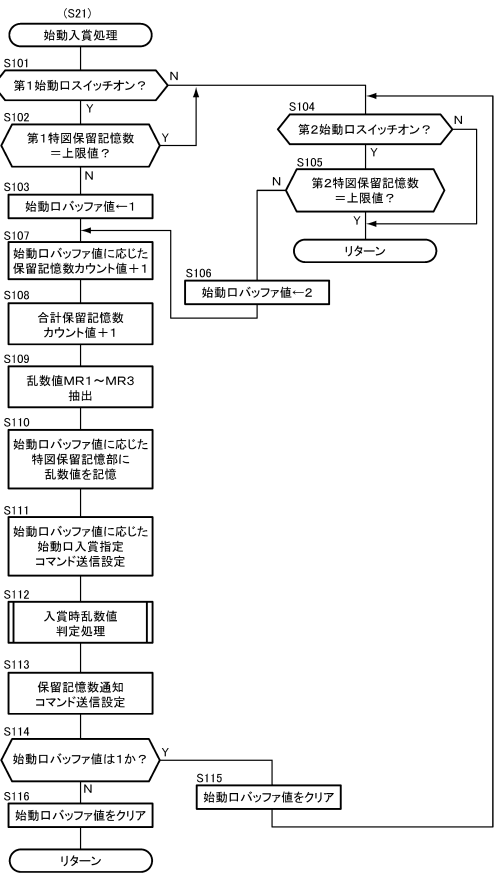 (S21)
始動入賞処理
S101
第1始動口スイッチオン？
N
Y
S102
第1特図保留記憶数
＝上限値？
Y
N
S103
始動口バッファ値←1
S104
第2始動口スイッチオン？
N
Y
S105
第2特図保留記憶数
＝上限値？
N
Y
リターン
S106
始動口バッファ値←2
S107
始動口バッファ値に応じた
保留記憶数カウント値＋1
S108
合計保留記憶数
カウント値＋1
S109
乱数値MR1～MR3
抽出
S110
始動口バッファ値に応じた
特図保留記憶部に
乱数値を記憶
S111
始動口バッファ値に応じた
始動口入賞指定
コマンド送信設定
S112
入賞時乱数値
判定処理
S113
保留記憶数通知
コマンド送信設定
S114
始動口バッファ値は1か？
Y
N
S115
始動口バッファ値をクリア
S116
始動口バッファ値をクリア
リターン